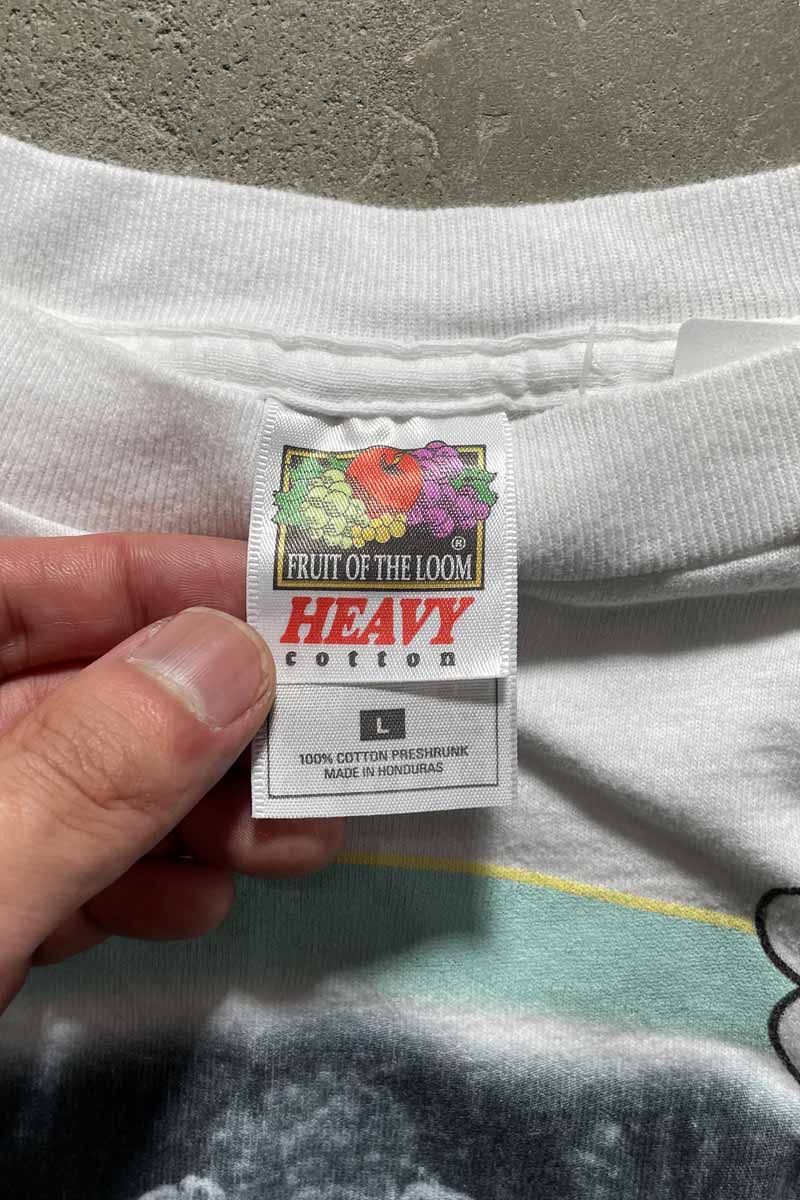 ®
FRUIT OF THE LOOM
HEAVY
cotton
L
100% COTTON PRESHRUNK
MADE IN HONDURAS